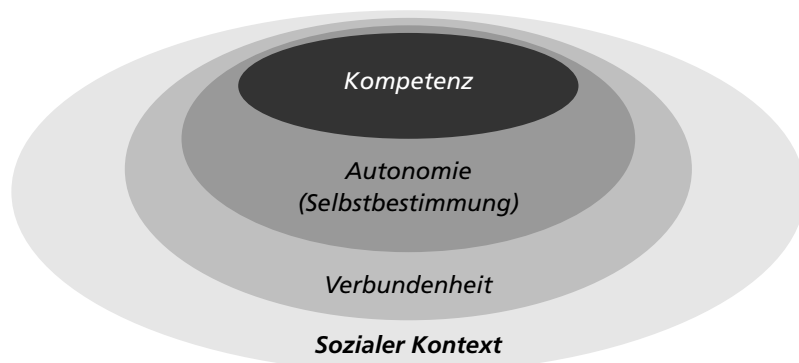 Kompetenz
Autonomie
(Selbstbestimmung)
Verbundenheit
Sozialer Kontext